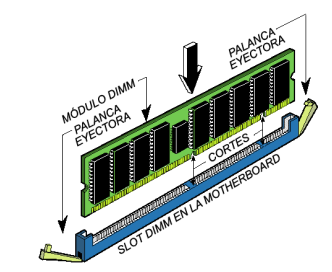 PALANCA
EYECTORA
MÓDULO DIMM
PALANCA
EYECTORA
CORTES
SLOT DIMM EN LA MOTHERBOARD